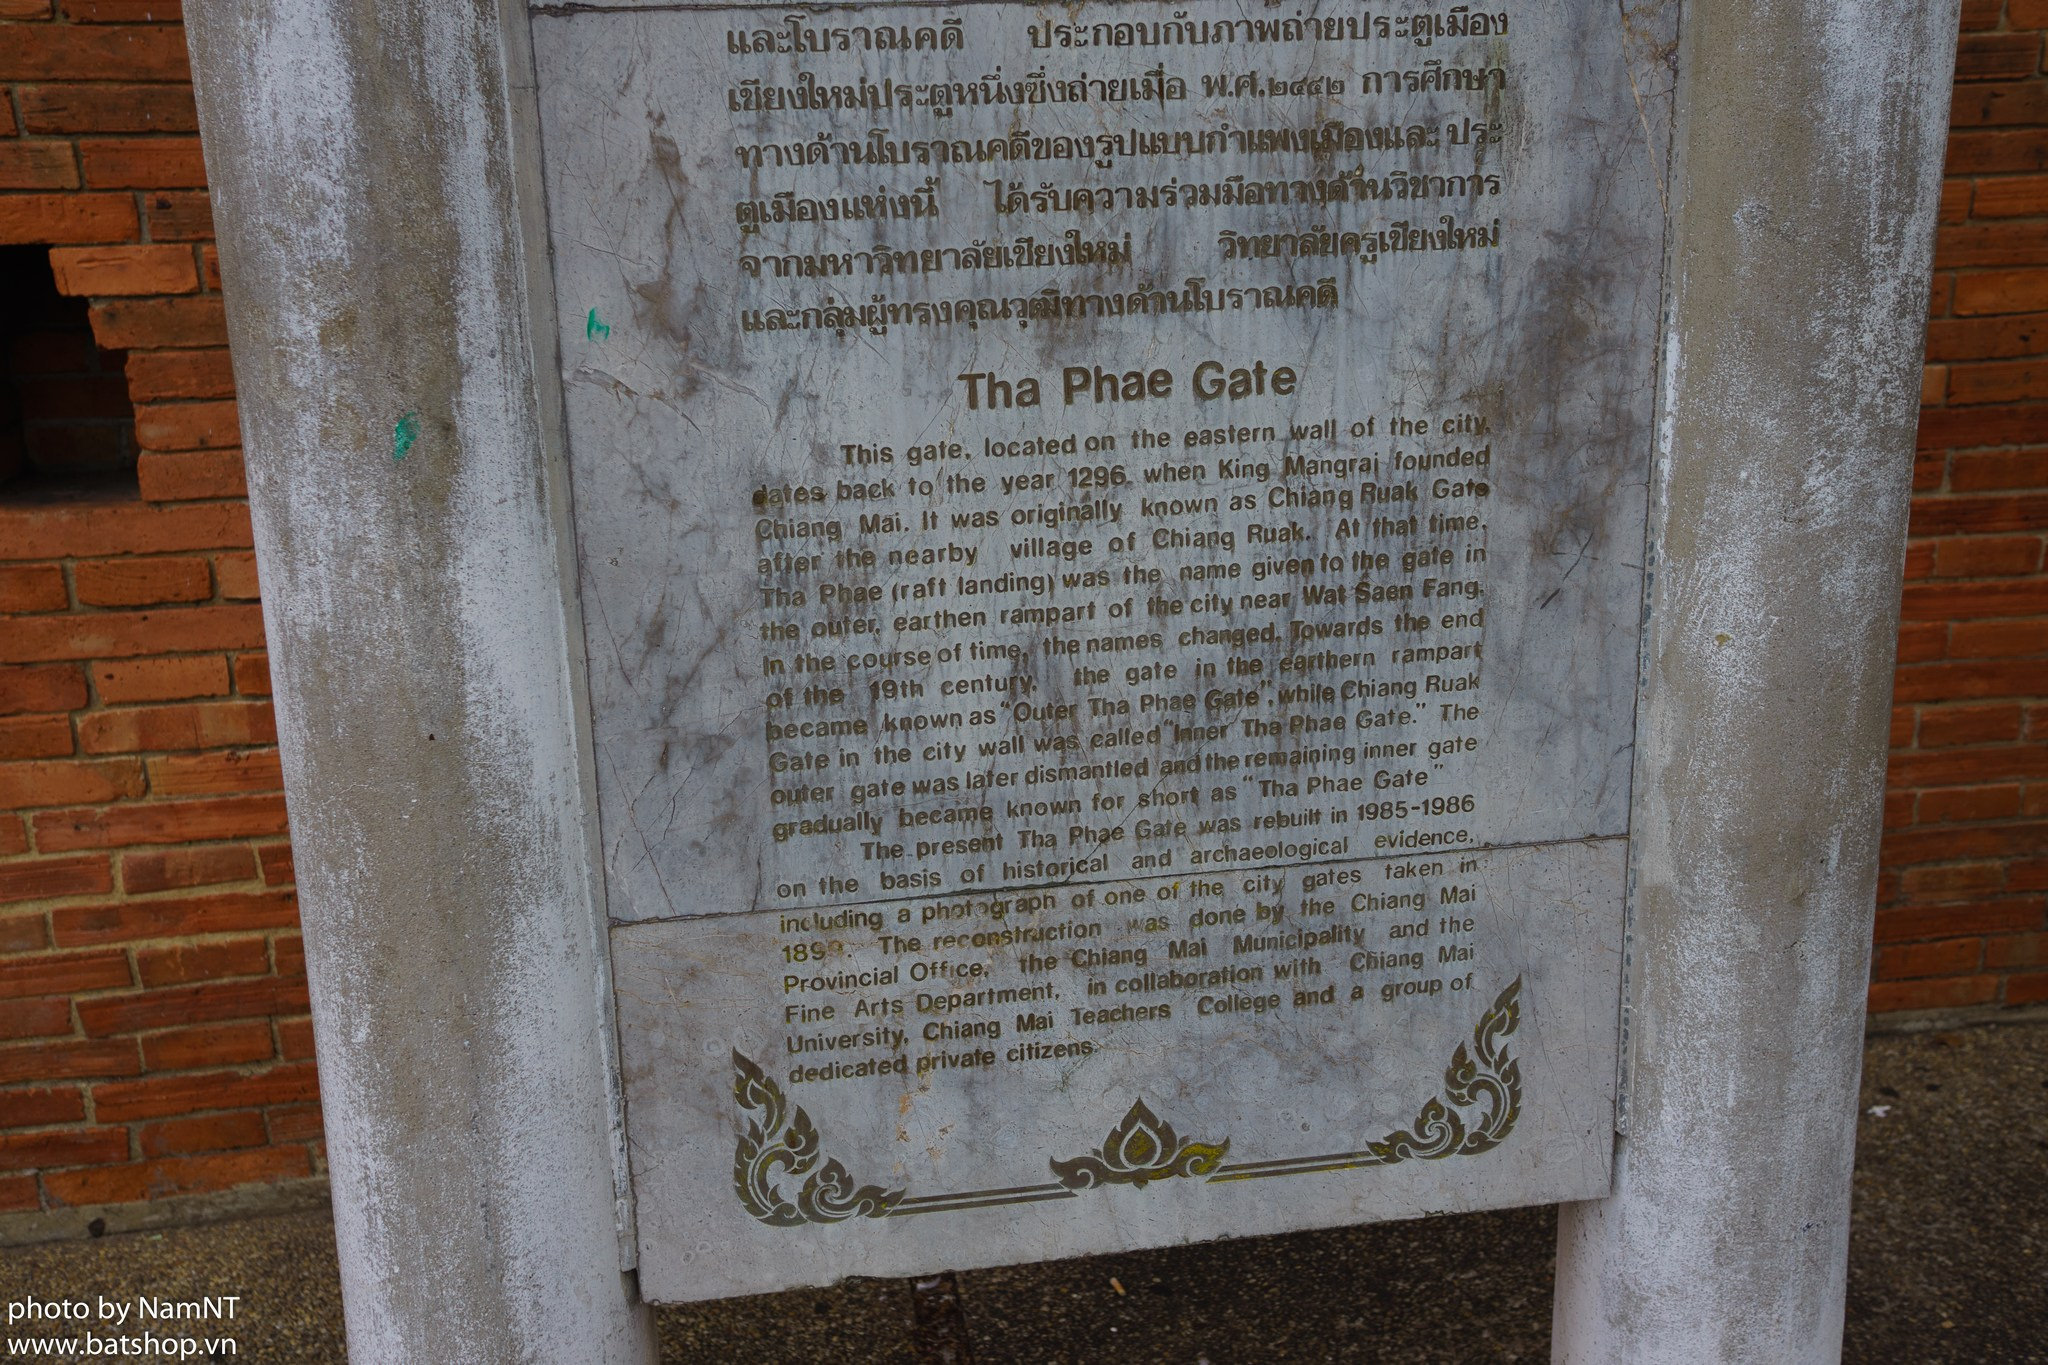 และโบราณคดี ประกอบกับภาพถ่ายประตูเมือง
เชียงใหม่ประตูหนึ่งซึ่งถ่ายเมื่อ พ.ศ.๒๔๔๒ การศึกษา
ทางด้านโบราณคดีของรูปแบบกำแพงเมืองและ ประ
ตูเมืองแห่งนี้ ได้รับความร่วมมือทางด้านวิชาการ
จากมหาวิทยาลัยเชียงใหม่ วิทยาลัยครูเชียงใหม่
และกลุ่มผู้ทรงคุณวุฒิทางด้านโบราณคดี
Tha Phae Gate
This gate, located on the eastern wall of the city,
dates back to the year 1296, when King Mangrai founded
Chiang Mai. It was originally known as Chiang Ruak Gate
after the nearby village of Chiang Ruak. At that time,
Tha Phae (raft landing) was the name given to the gate in
the outer, earthen rampart of the city near Wat Saen Fang.
In the course of time, the names changed. Towards the end
of the 19th century, the gate in the earthern rampart
became known as "Outer Tha Phae Gate", while Chiang Ruak
Gate in the city wall was called "Inner Tha Phae Gate." The
outer gate was later dismantled and the remaining inner gate
gradually became known for short as "Tha Phae Gate"
The present Tha Phae Gate was rebuilt in 1985-1986
on the basis of historical and archaeological evidence,
including a photograph of one of the city gates taken in
1899. The reconstruction was done by the Chiang Mai
Provincial Office, the Chiang Mai Municipality and the
Fine Arts Department, in collaboration with Chiang Mai
University, Chiang Mai Teachers College and a group of
dedicated private citizens.
photo by NamNT
www.batshop.vn